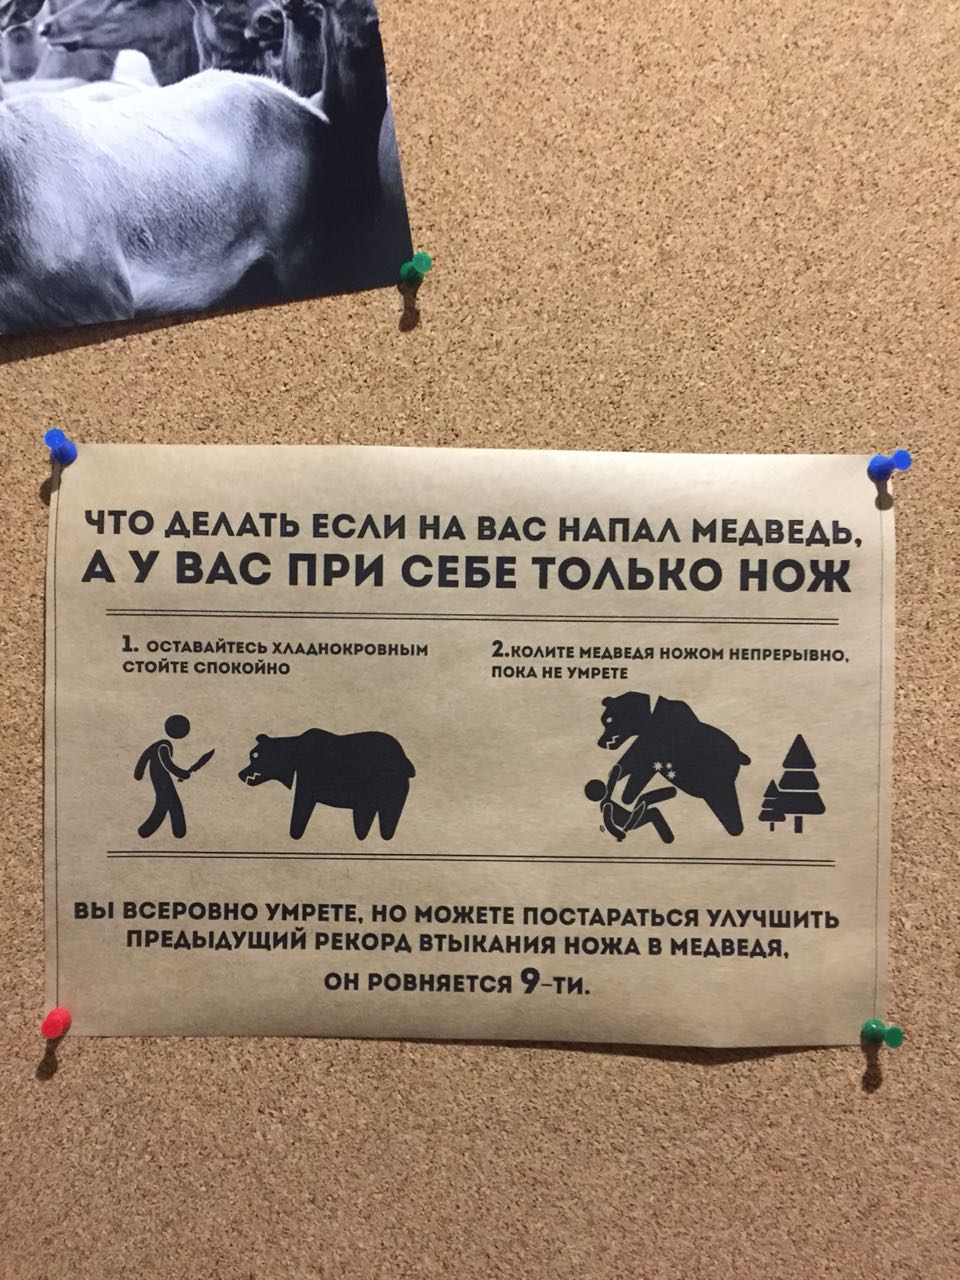 ЧТО ДЕЛАТЬ ЕСЛИ НА ВАС НАПАЛ МЕДВЕДЬ,
А У ВАС ПРИ СЕБЕ ТОЛЬКО НОЖ
1. ОСТАВАЙТЕСЬ ХЛАДНОКРОВНЫМ
СТОЙТЕ СПОКОЙНО
2.КОЛИТЕ МЕДВЕДЯ НОЖОМ НЕПРЕРЫВНО,
ПОКА НЕ УМРЕТЕ
ВЫ ВСЕРОВНО УМРЕТЕ, НО МОЖЕТЕ ПОСТАРАТЬСЯ УЛУЧШИТЬ
ПРЕДЫДУЩИЙ РЕКОРД ВТЫКАНИЯ НОЖА В МЕДВЕДЯ,
ОН РОВНЯЕТСЯ 9-ТИ.